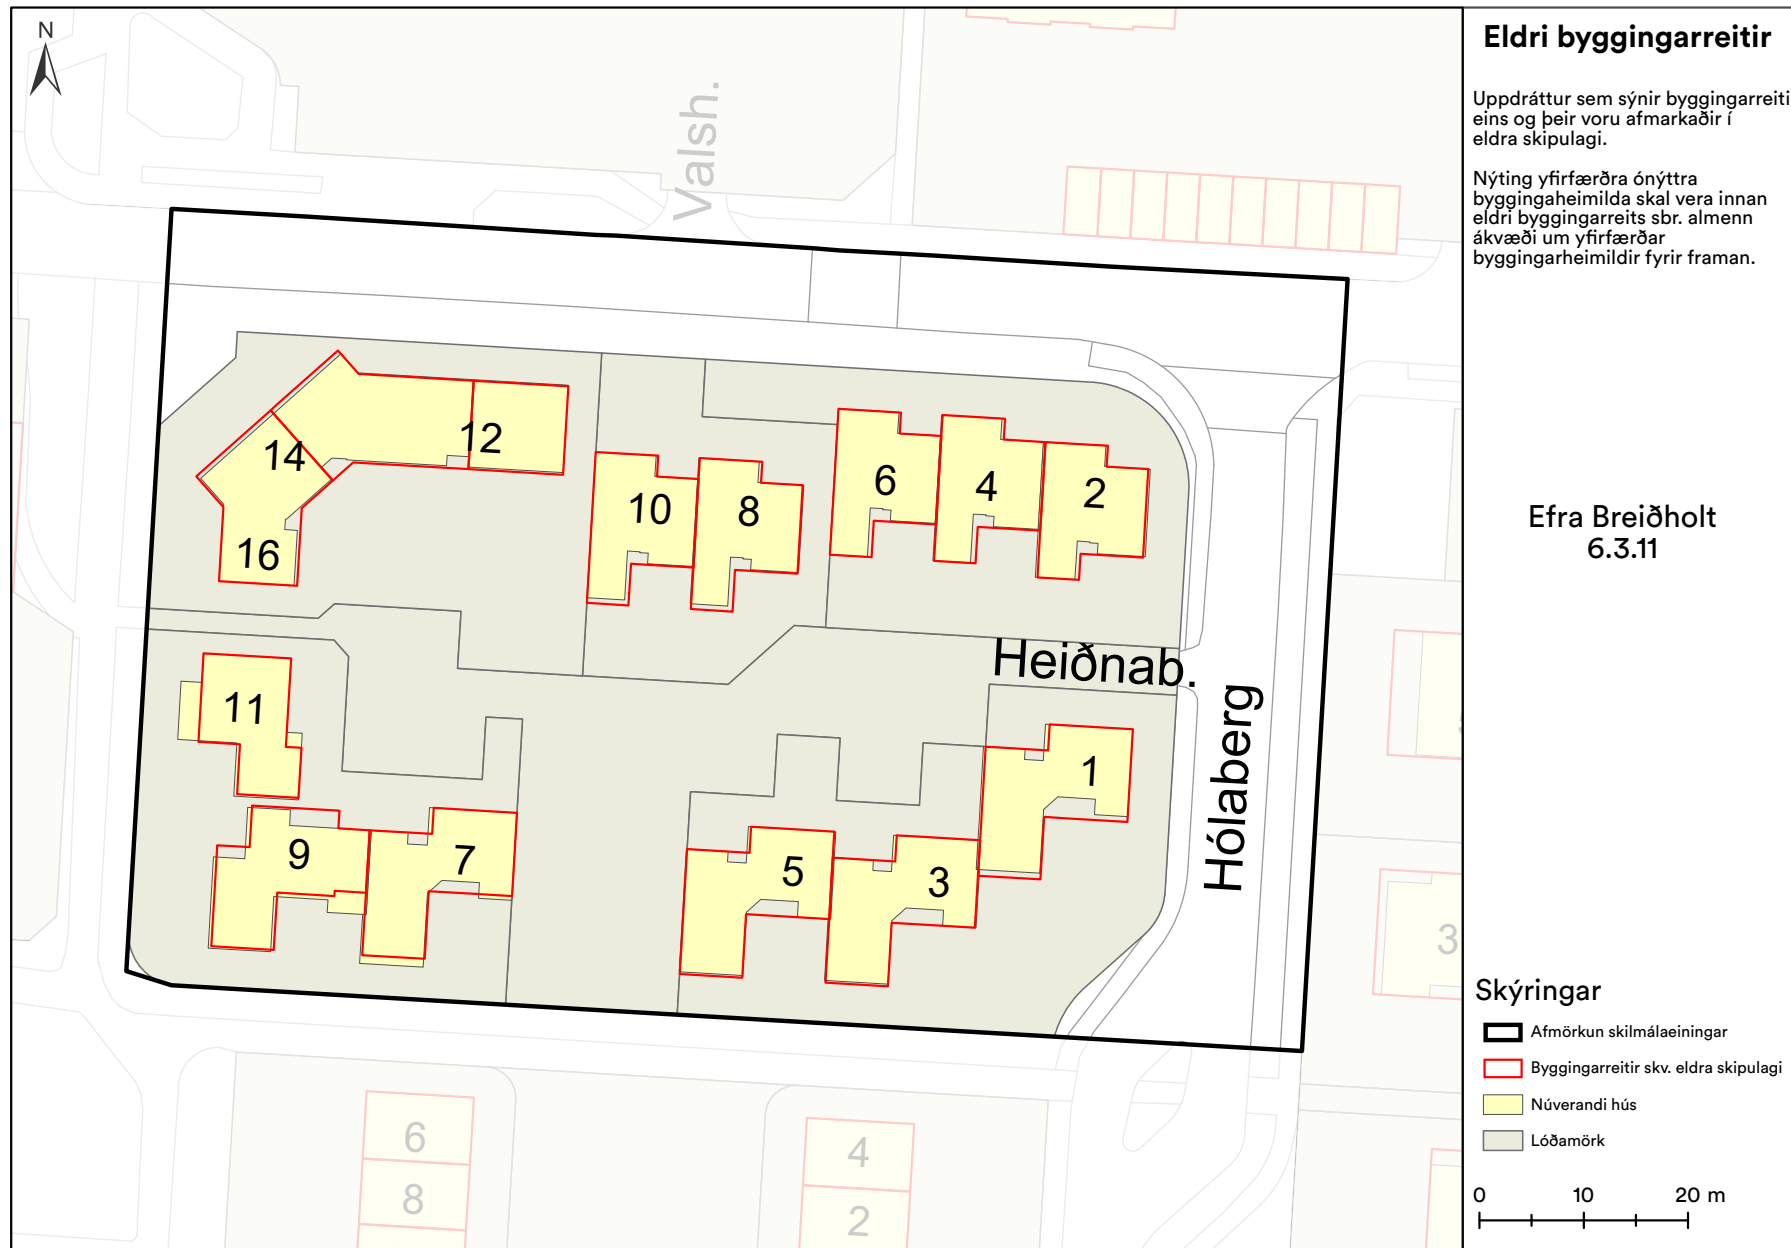 Eldri byggingarreitir
Uppdráttur sem sýnir byggingarreiti
eins og þeir voru afmarkaðir í
eldra skipulagi.
Nýting yfirfærðra ónýttra
byggingaheimilda skal vera innan
eldri byggingarreits sbr. almenn
ákvæði um yfirfærðar
byggingarheimildir fyrir framan.
Efra Breiðholt
6.3.11
Skýringar
Afmörkun skilmálaeiningar
Byggingarreitir skv. eldra skipulagi
Núverandi hús
Lóðamörk
0 10 20 m
N
Valsh.
12
14
16
10
8
6
4
2
Heiðnab.
Hólaberg
11
9
7
5
3
1
3
6
8
4
2